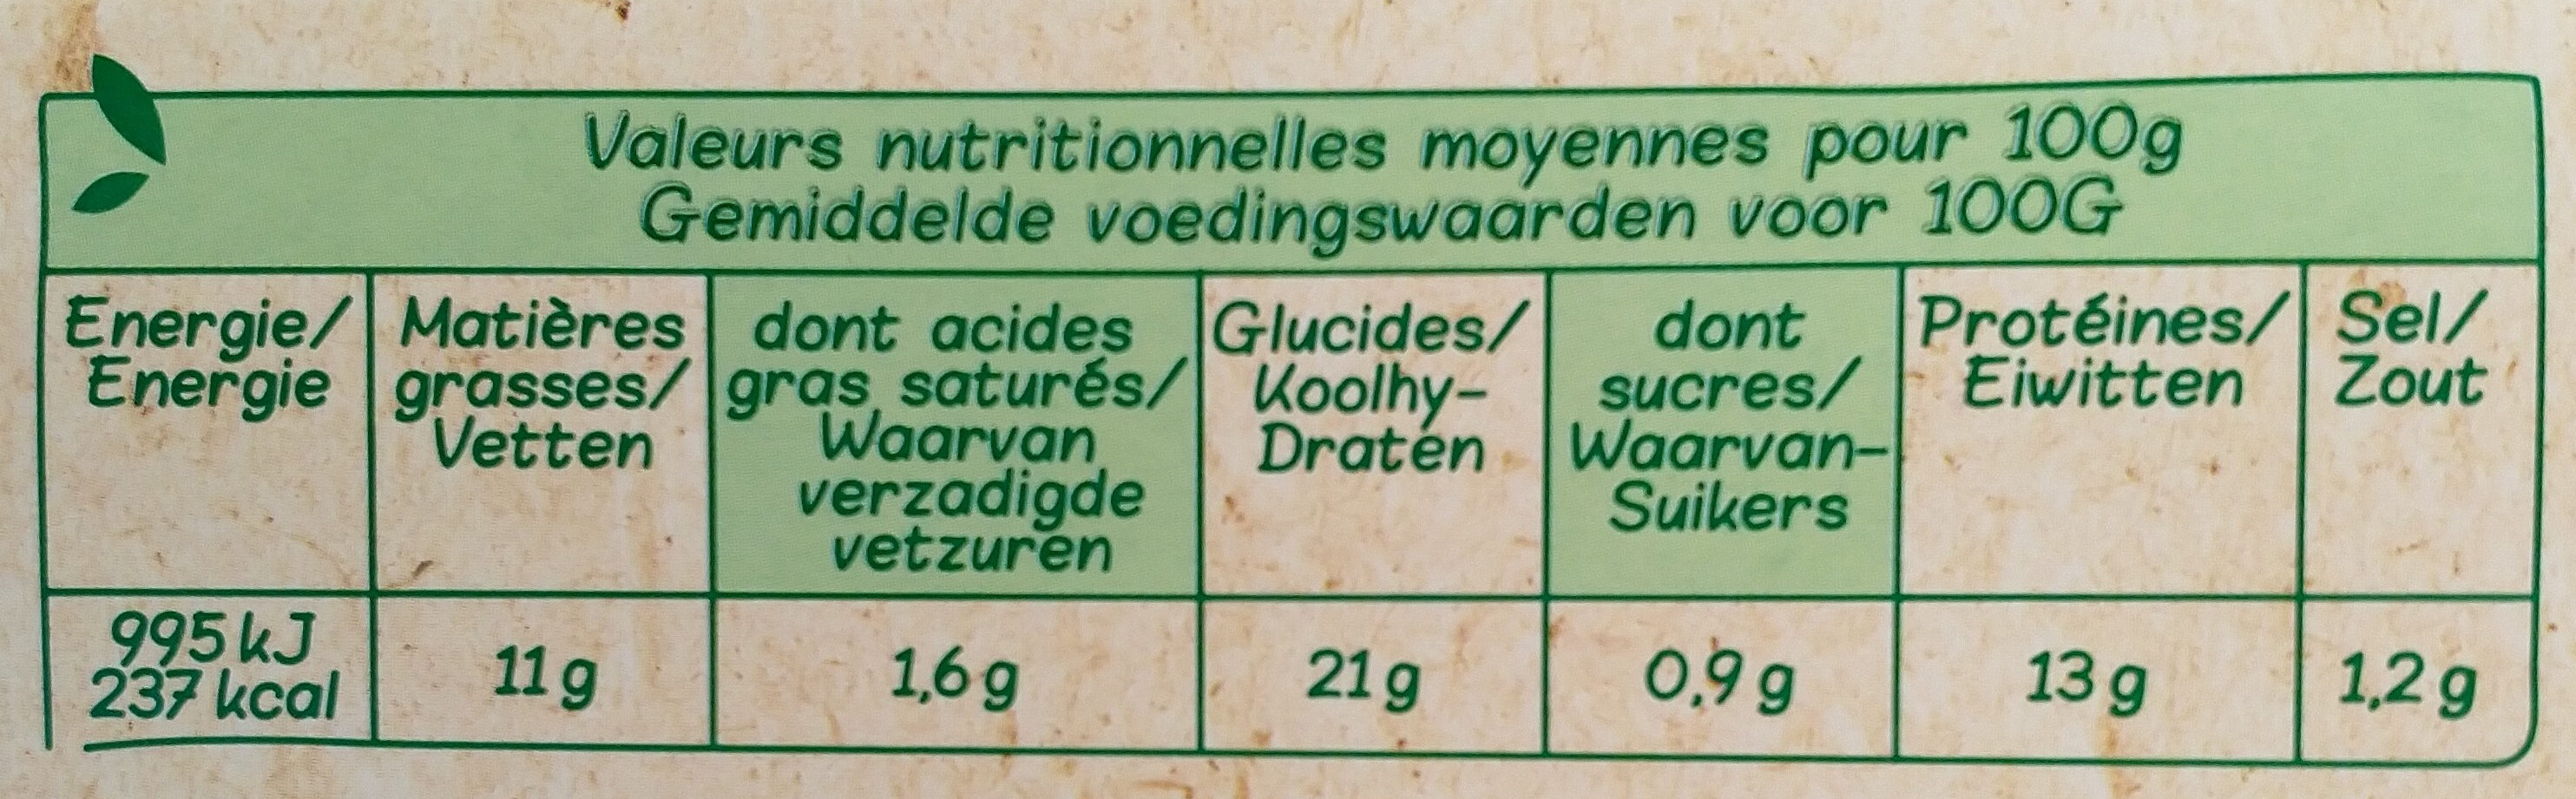 Valeurs nutritionnelles moyennes pour 100g
Gemiddelde voedingswaarden voor 100G
Energie/
Energie
Matières
grasses/
Vetten
dont acides
gras saturés/
Waarvan
verzadigde
vetzuren
Glucides/
Koolhy-
Draten
dont
sucres/
Waarvan-
Suikers
Protéines/
Eiwitten
Sel/
Zout
995 kJ
237 kcal
11 g
1,6 g
21 g
0,9 g
13 g
1,2 g